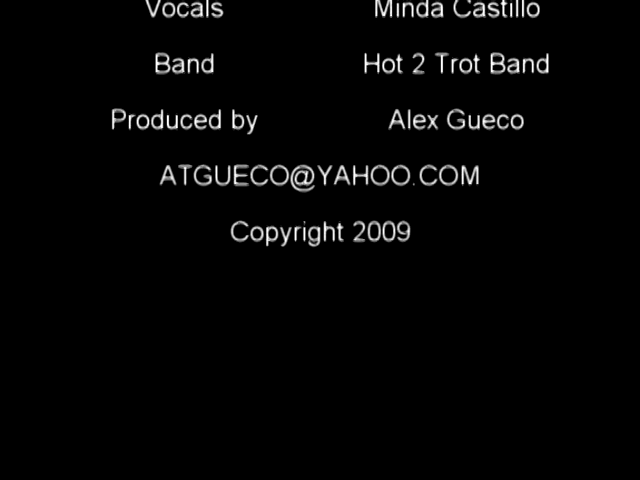 Vocals Minda Castillo
Band Hot 2 Trot Band
Produced by Alex Gueco
ATGUECO@YAHOO.COM
Copyright 2009